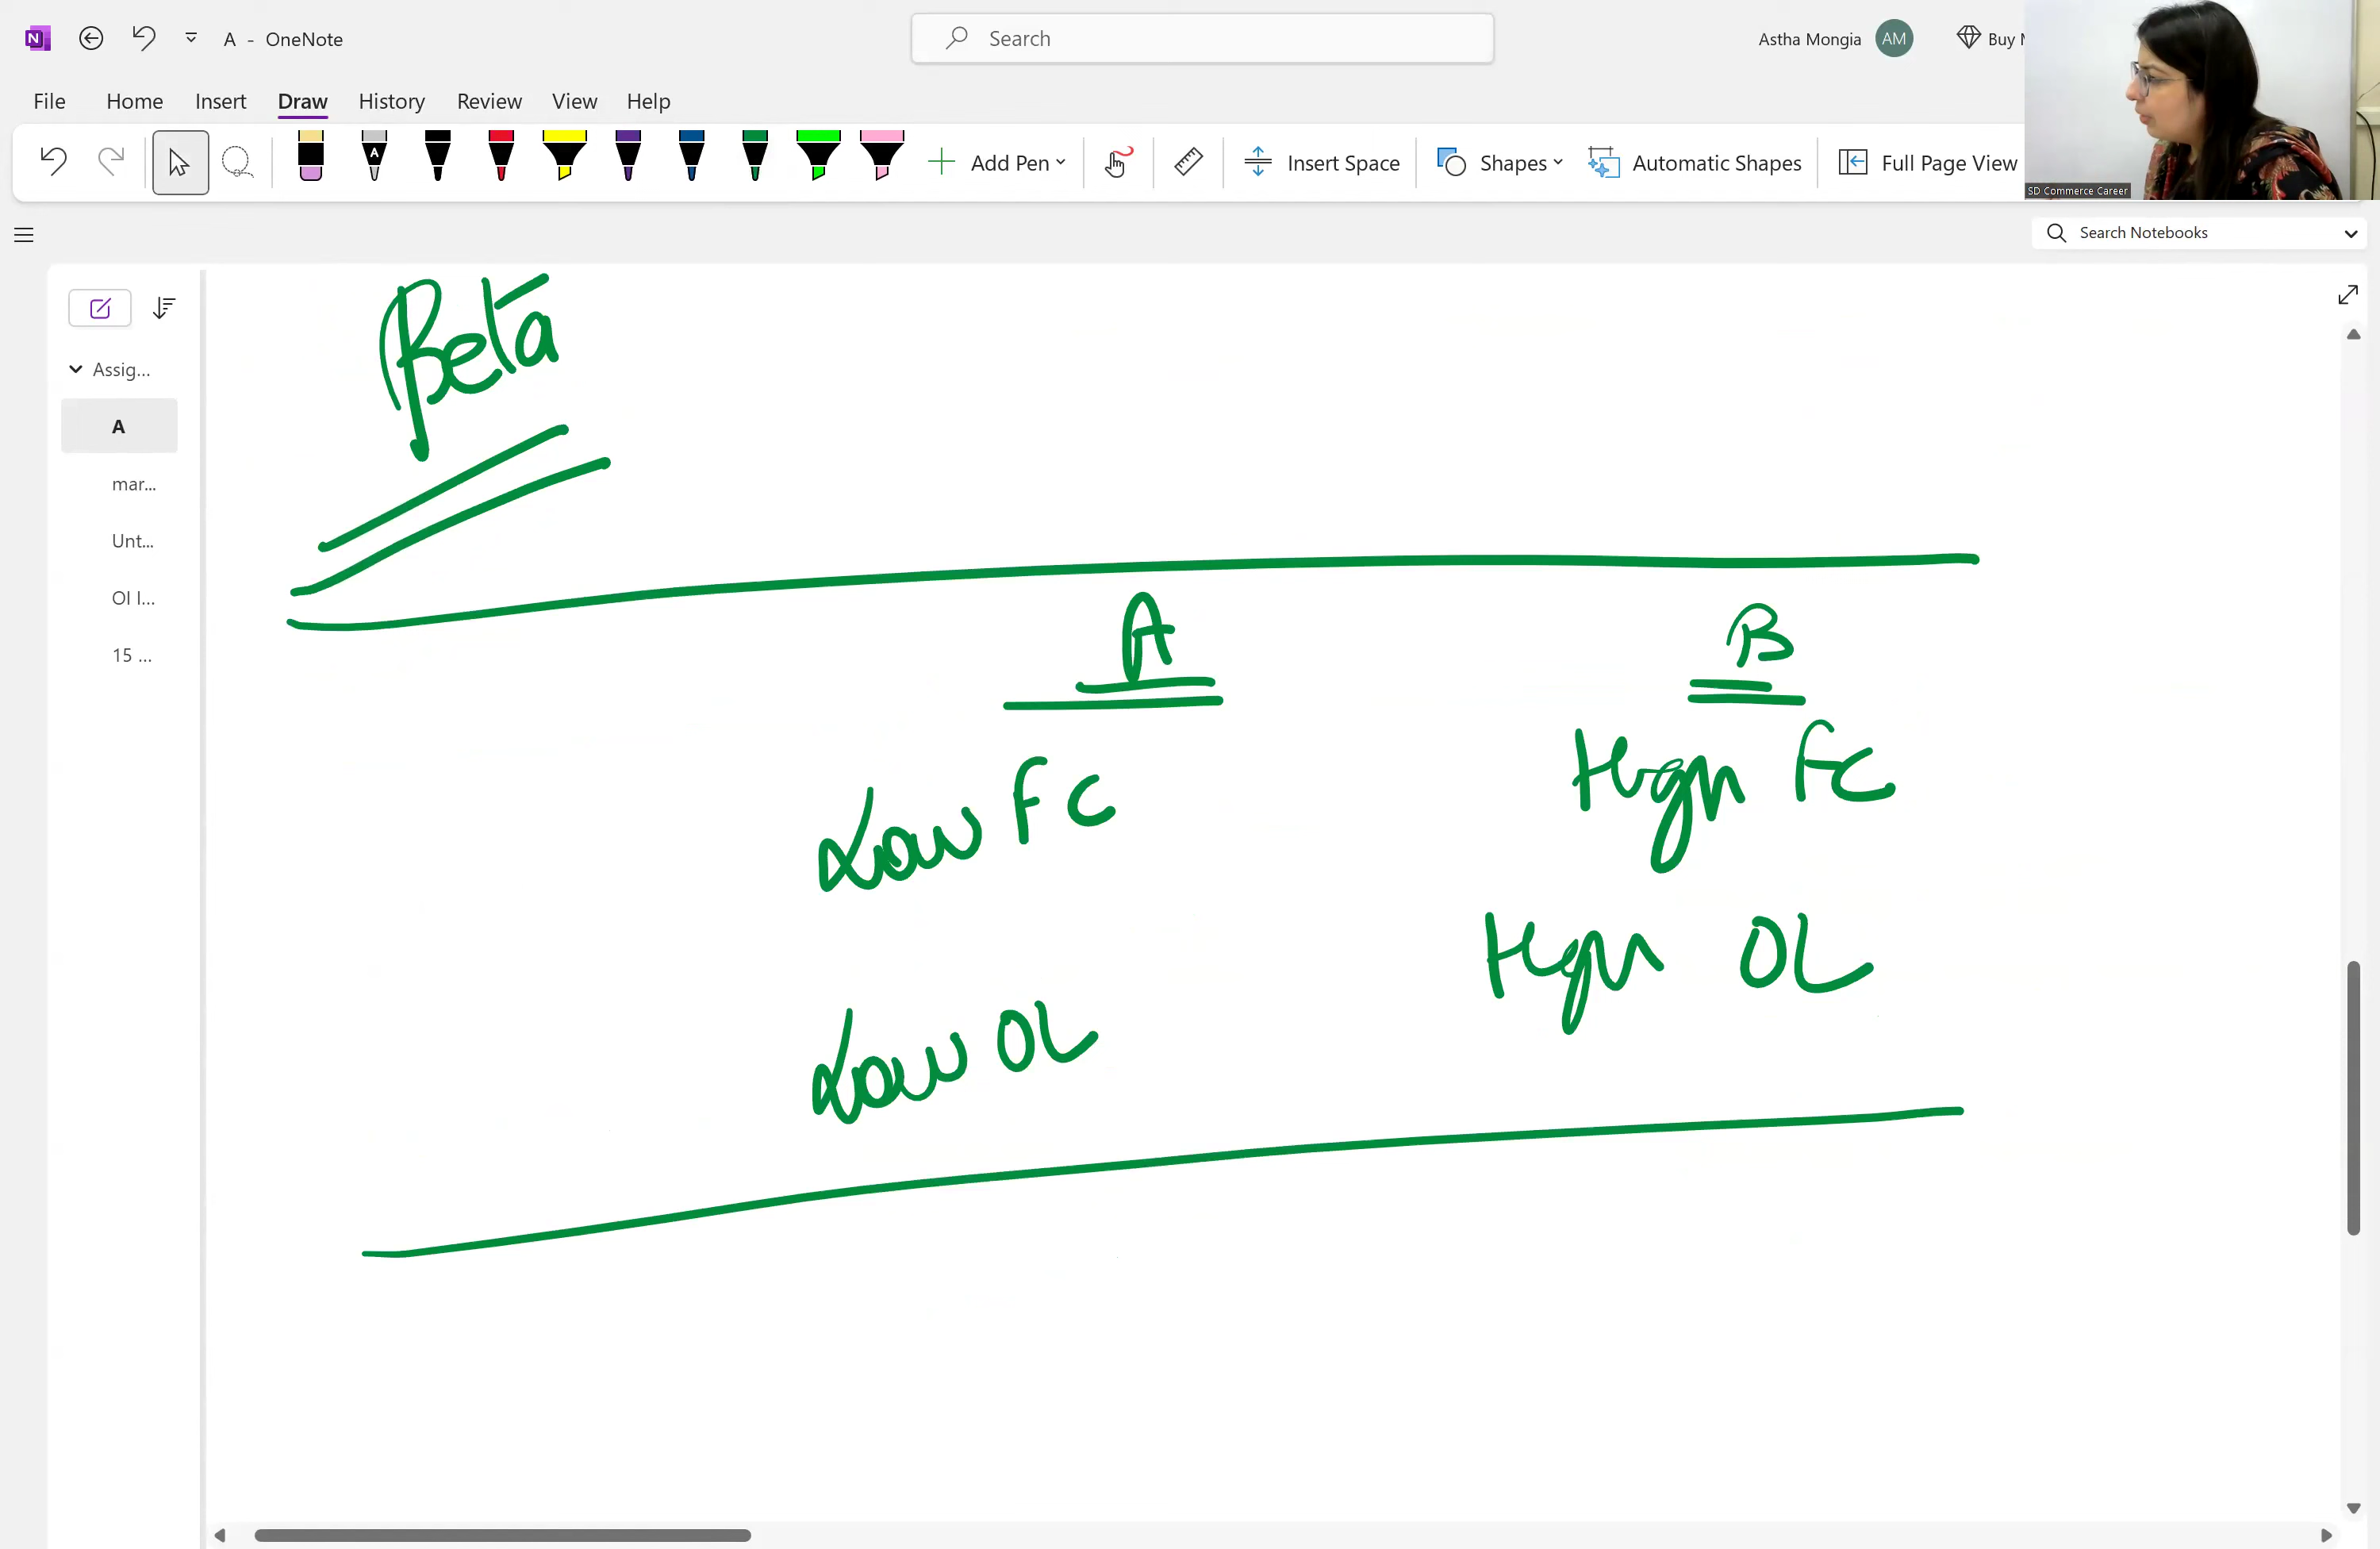 A - OneNote
Search
Astha Mongia AM Buy
File Home Insert Draw History Review View Help
A Add Pen Insert Space Shapes Automatic Shapes Full Page View
SD Commerce Career
Search Notebooks
Assig...
A
mar...
Unt...
OI I...
15 ...
Beta
A B
Low FC High FC
Low OL High OL